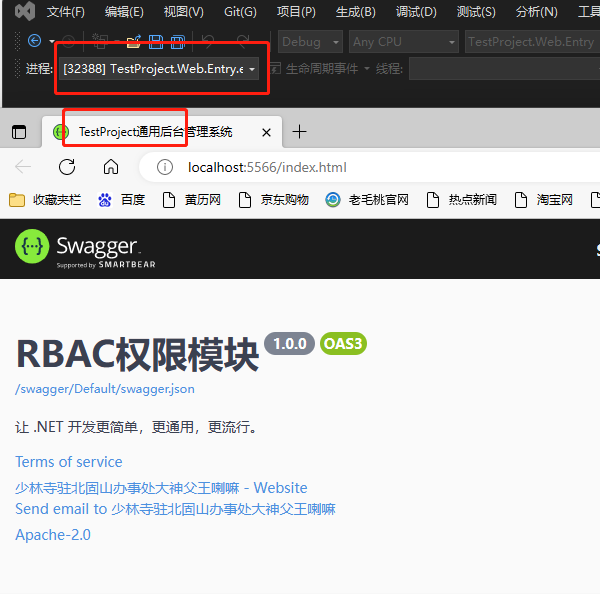 文件(F) 编辑(E) 视图(V) Git(G) 项目(P) 生成(B) 调试(D) 测试(S) 分析(N) 工具
Debug Any CPU TestProject.Web.Entry
进程: [32388] TestProject.Web.Entry.e 生命周期事件 线程:
TestProject通用后台管理系统
localhost:5566/index.html
收藏夹栏 百度 黄历网 京东购物 老毛桃官网 热点新闻 淘宝网
Swagger
Supported by SMARTBEAR
RBAC权限模块 1.0.0 OAS3
/swagger/Default/swagger.json
让 .NET 开发更简单，更通用，更流行。
Terms of service
少林寺驻北固山办事处大神父王喇嘛 - Website
Send email to 少林寺驻北固山办事处大神父王喇嘛
Apache-2.0